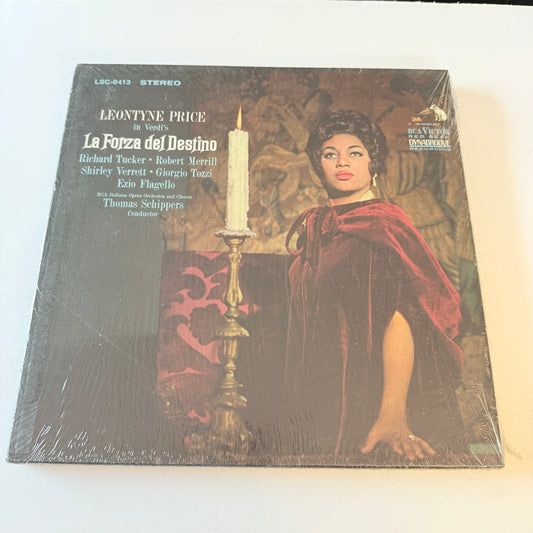 LSC-6413 STEREO
LEONTYNE PRICE
in Verdi's
La Forza del Destino
Richard Tucker • Robert Merrill
Shirley Verrett • Giorgio Tozzi
Ezio Flagello
RCA Italiana Opera Orchestra and Chorus
Thomas Schippers
Conductor
RCA VICTOR
RED SEAL
DYNAGROOVE
RECORDING